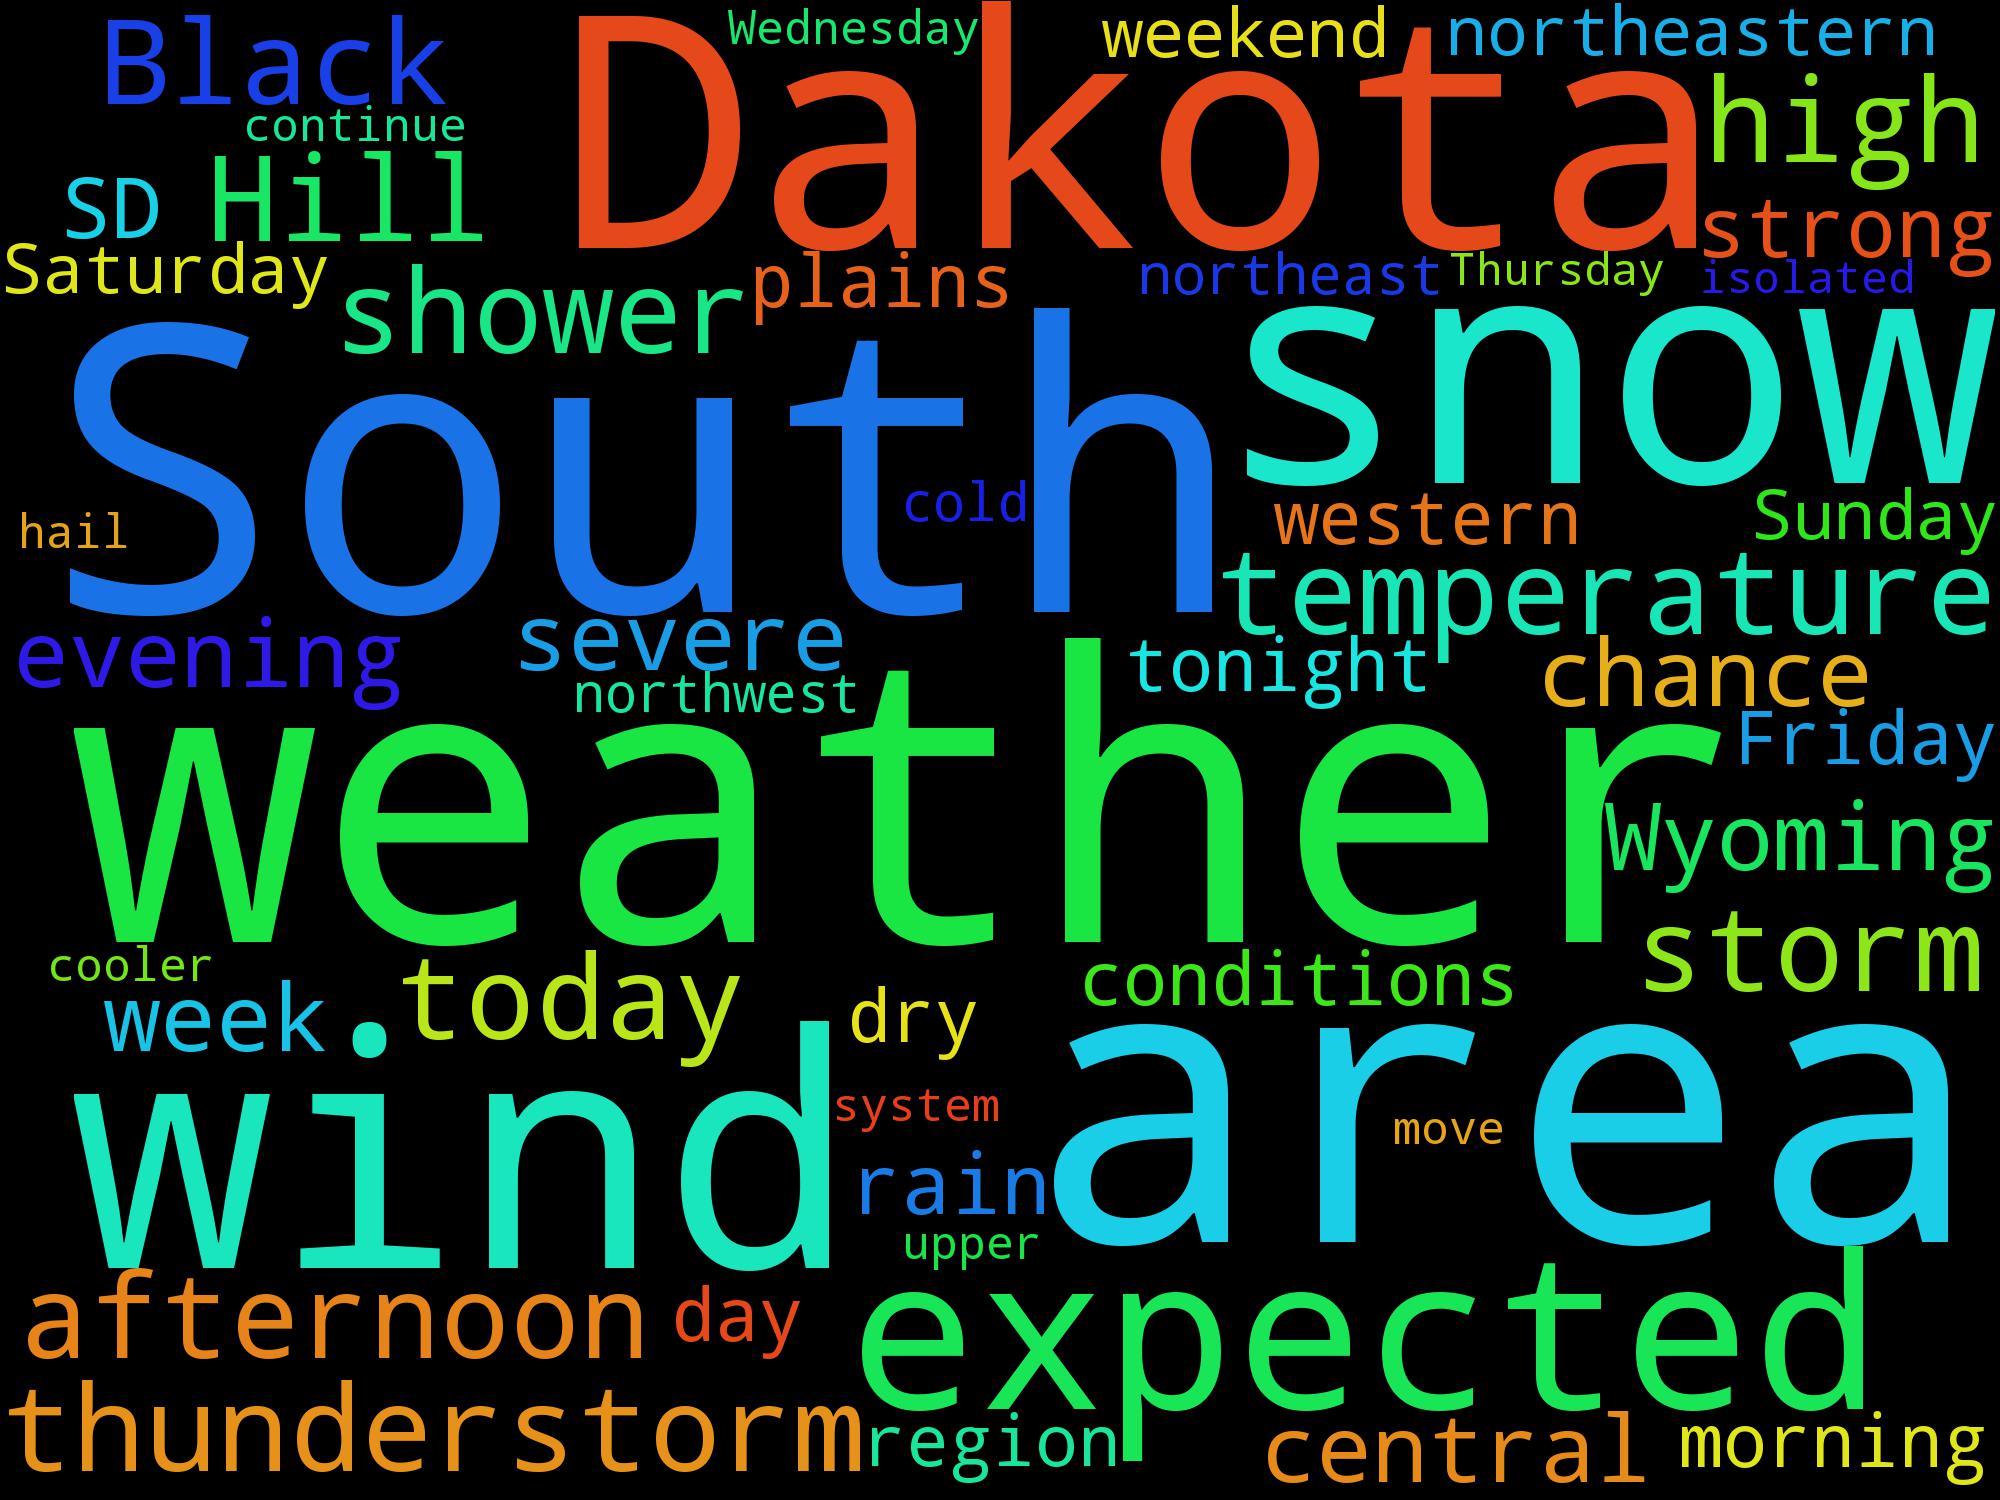 Black Dakota Wednesday weekend northeastern
continue high
SD Hill strong
Saturday shower plains northeast Thursday isolated
South snow
hail cold western Sunday
temperature
evening severe tonight chance
northwest Friday
weather Wyoming
cooler storm
week today dry conditions
wind system area move
rain
upper
afternoon day expected
thunderstorm region central morning